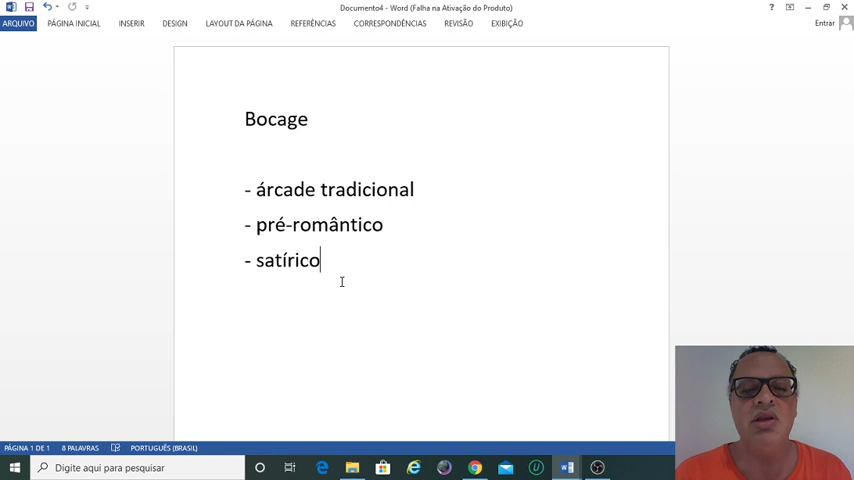 Documento4 - Word (Falha na Ativação do Produto)
ARQUIVO PÁGINA INICIAL INSERIR DESIGN LAYOUT DA PÁGINA REFERÊNCIAS CORRESPONDÊNCIAS REVISÃO EXIBIÇÃO Entrar
Bocage
- árcade tradicional
- pré-romântico
- satírico
PÁGINA 1 DE 1 8 PALAVRAS PORTUGUÊS (BRASIL)
Digite aqui para pesquisar